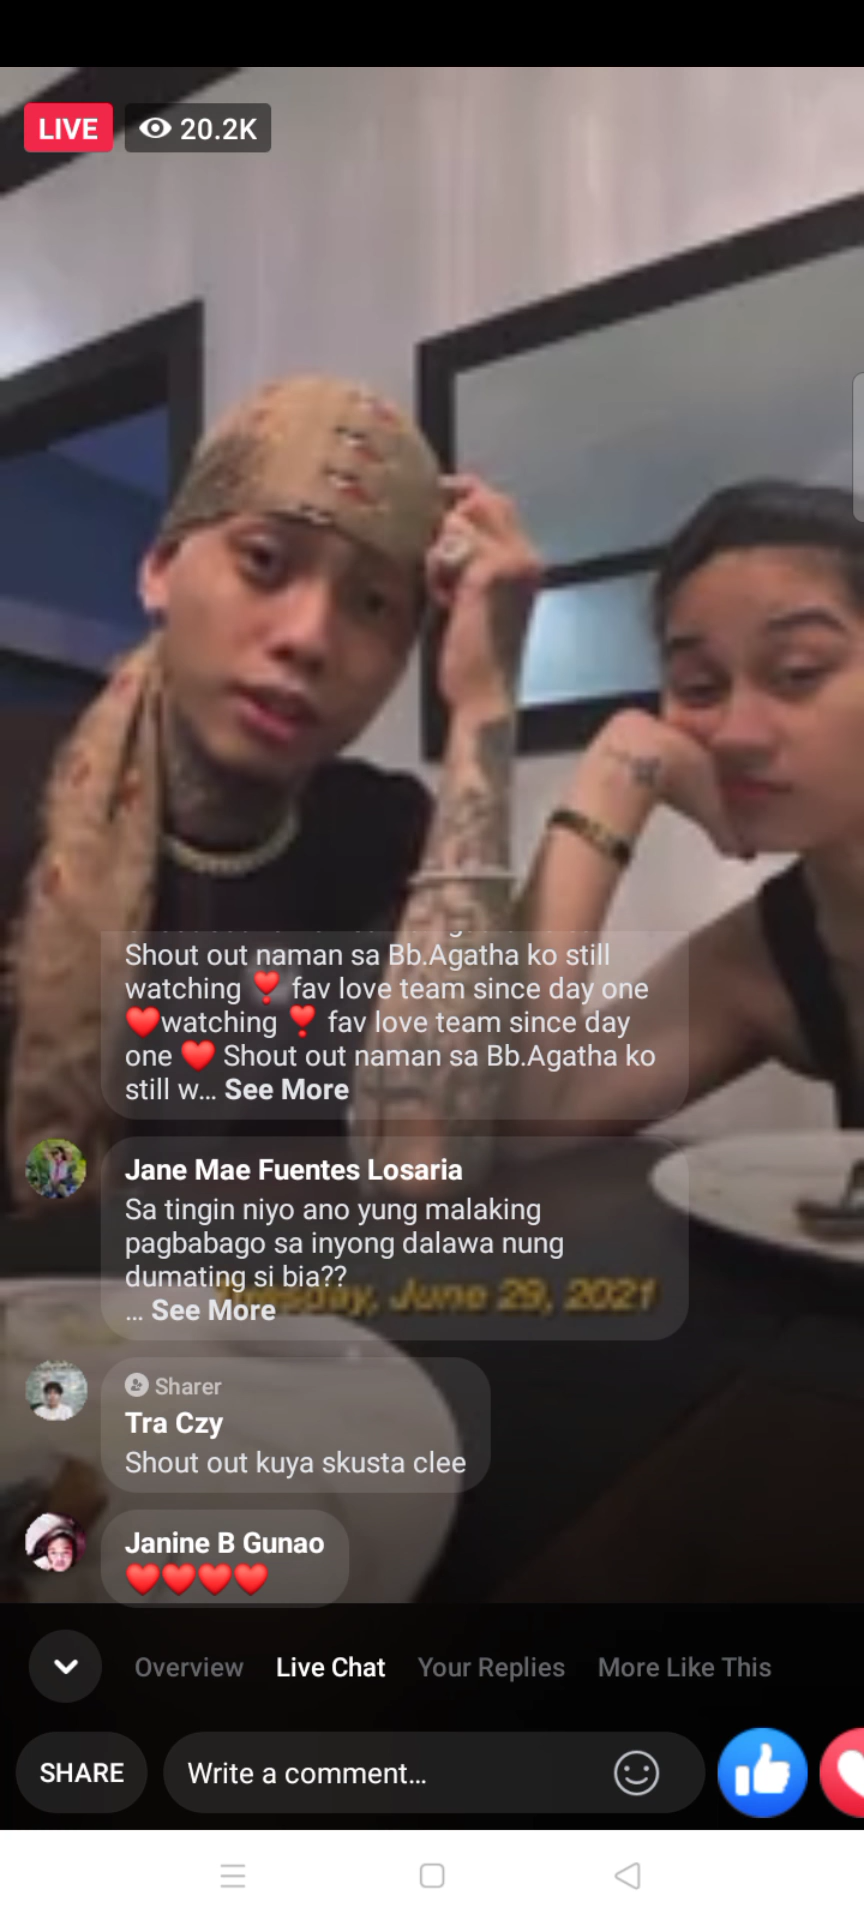 LIVE
20.2K
Shout out naman sa Bb.Agatha ko still
watching ❣️ fav love team since day one
❤️watching ❣️ fav love team since day
one ❤️ Shout out naman sa Bb.Agatha ko
still w... See More
Jane Mae Fuentes Losaria
Sa tingin niyo ano yung malaking
pagbabago sa inyong dalawa nung
dumating si bia??
... See More
Tuesday, June 29, 2021
Sharer
Tra Czy
Shout out kuya skusta clee
Janine B Gunao
❤️❤️❤️❤️
Overview Live Chat Your Replies More Like This
SHARE Write a comment...